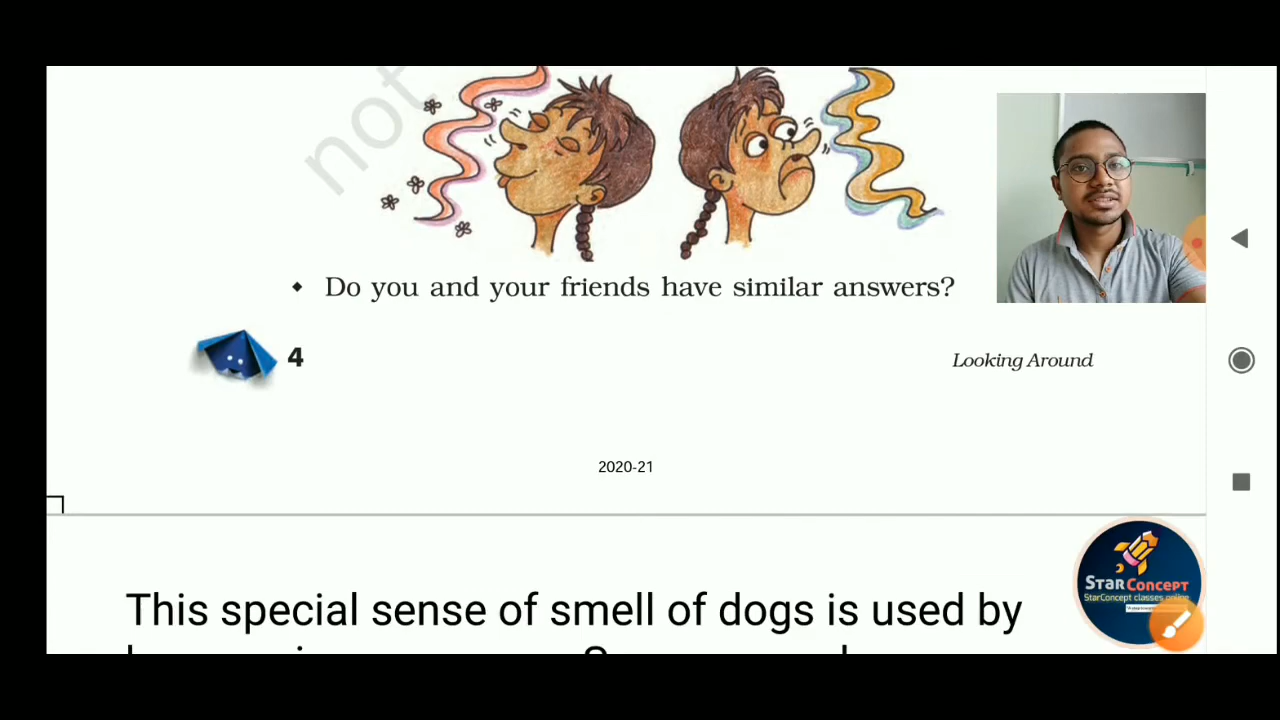 not
Do you and your friends have similar answers?
4
Looking Around
2020-21
STARCONCEPT
StarConcept classes online
This special sense of smell of dogs is used by